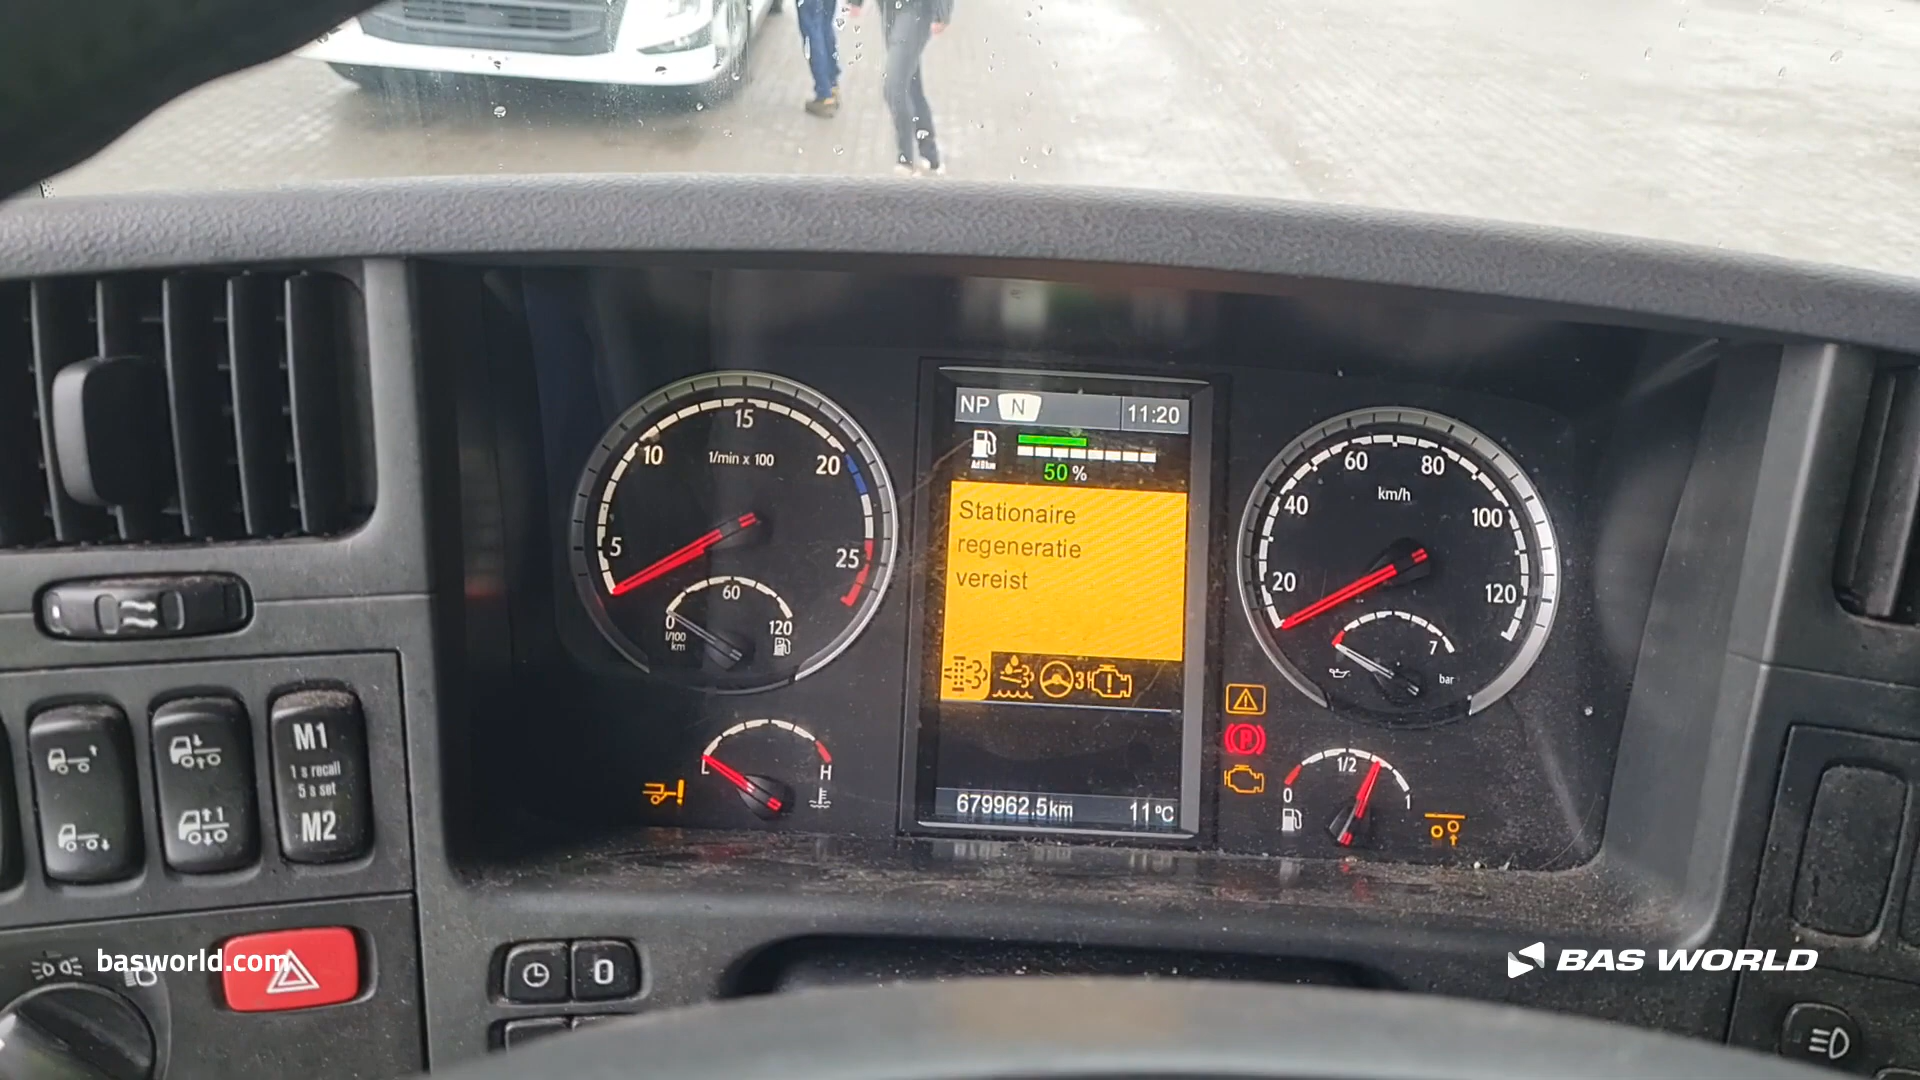 NP N 11:20
AdBlue
50 %
Stationaire
regeneratie
vereist
3
679962.5km 11°C
5 10 15 20 25
1/min x 100
0 60 120
l/100
km
L H
20 40 60 80 100 120
km/h
7
bar
P
0 1/2 1
M1
1 s recall
5 s set
M2
0
basworld.com
BAS WORLD